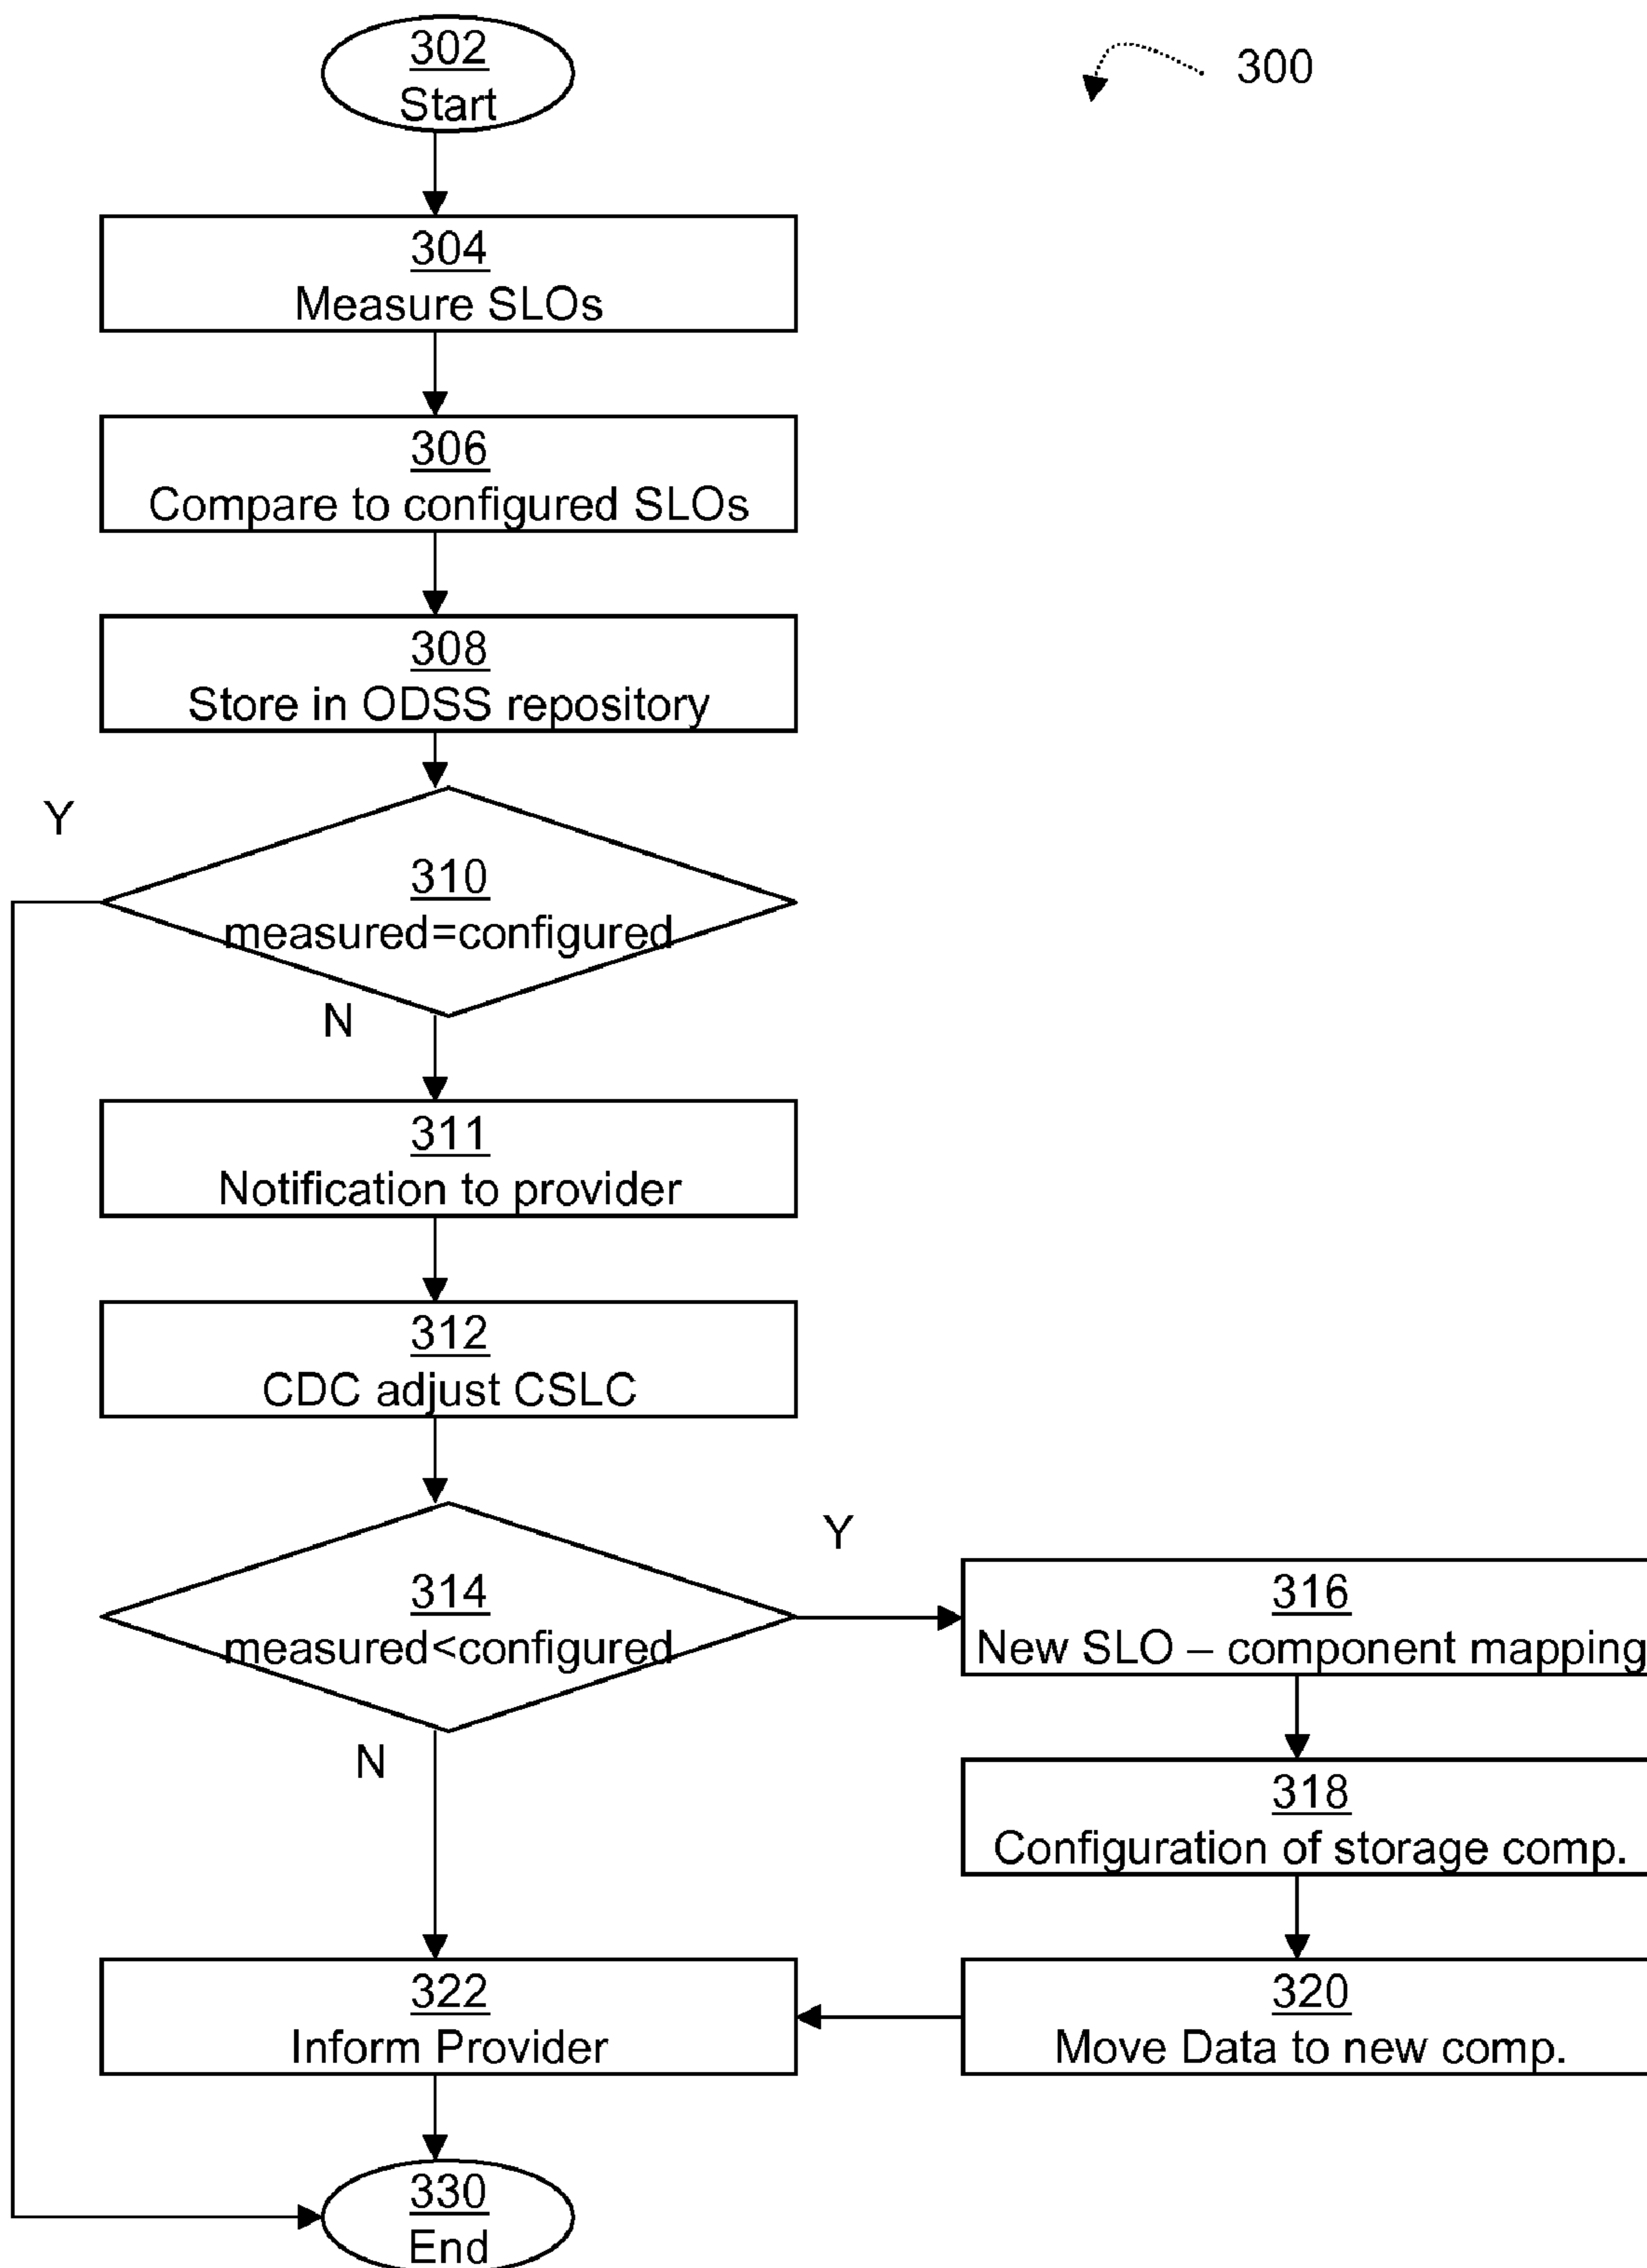 302
Start
300
304
Measure SLOs
306
Compare to configured SLOs
308
Store in ODSS repository
Y
310
measured=configured
N
311
Notification to provider
312
CDC adjust CSLC
Y
314
measured<configured
316
New SLO – component mapping
N
318
Configuration of storage comp.
322
Inform Provider
320
Move Data to new comp.
330
End